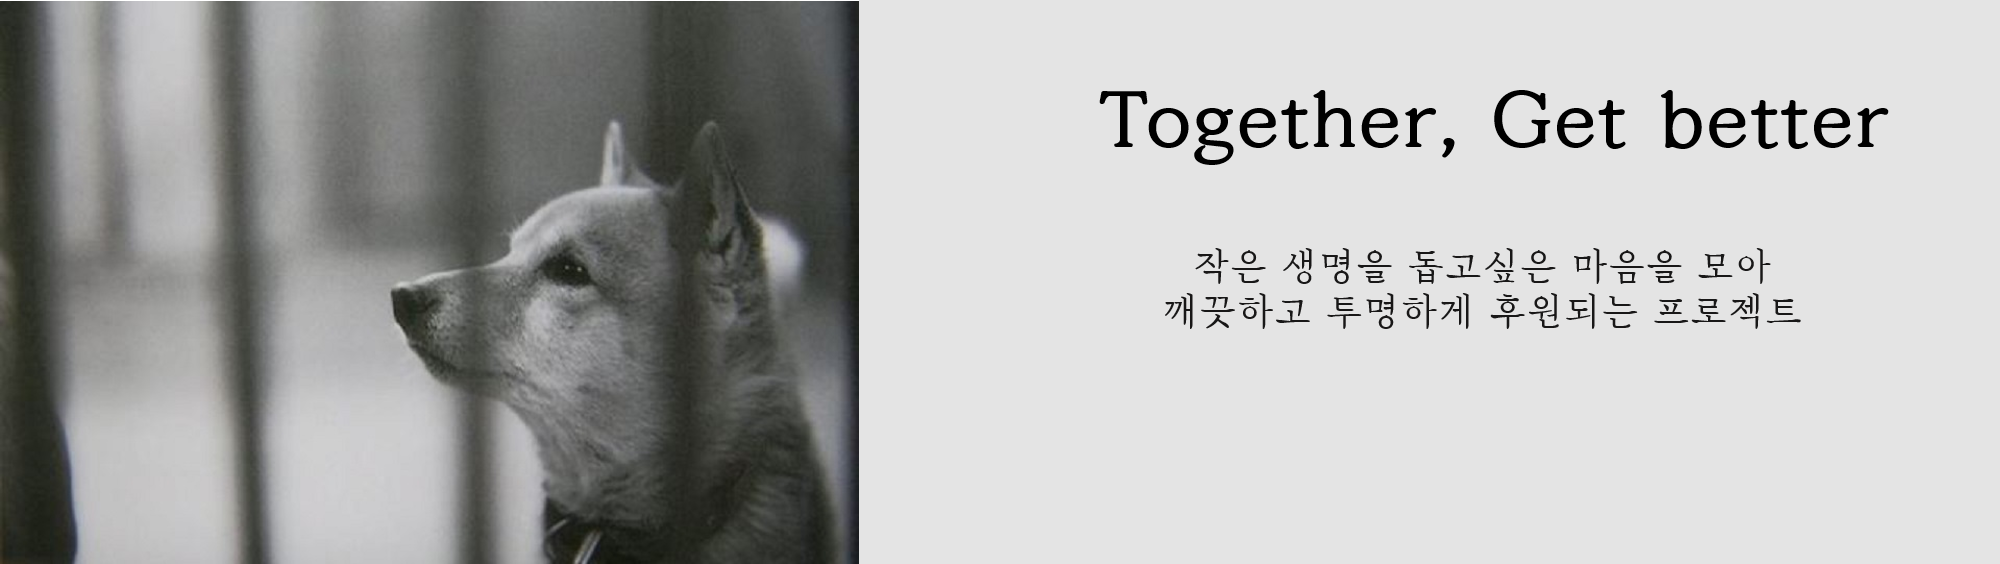 Together, Get better
작은 생명을 돕고싶은 마음을 모아
깨끗하고 투명하게 후원되는 프로젝트